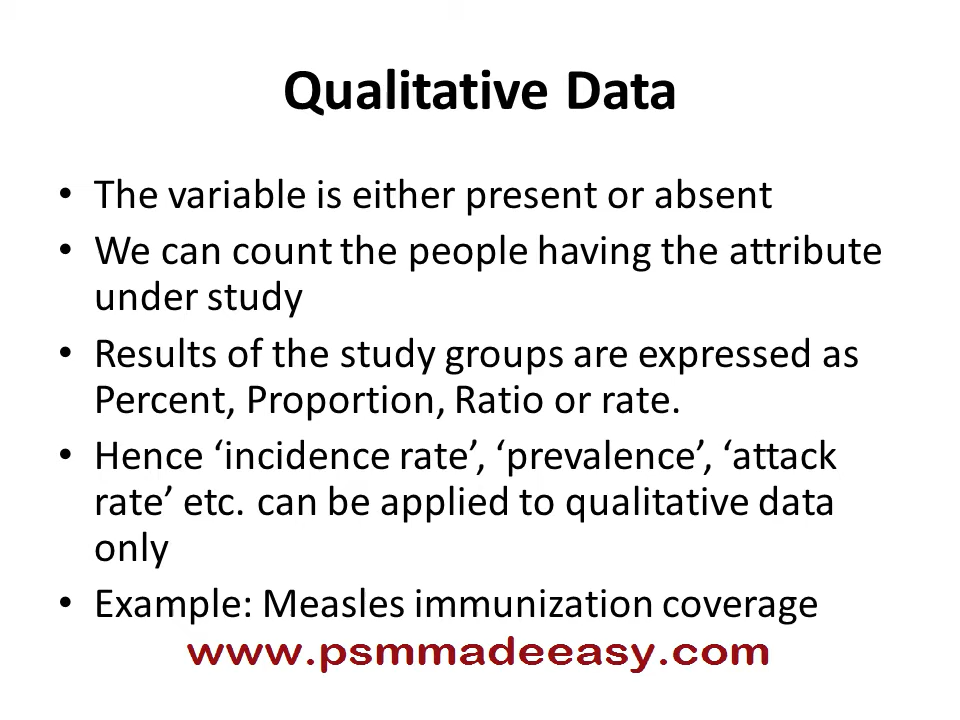 Qualitative Data
• The variable is either present or absent
• We can count the people having the attribute
under study
• Results of the study groups are expressed as
Percent, Proportion, Ratio or rate.
• Hence ‘incidence rate’, ‘prevalence’, ‘attack
rate’ etc. can be applied to qualitative data
only
• Example: Measles immunization coverage
www.psmmadeeasy.com